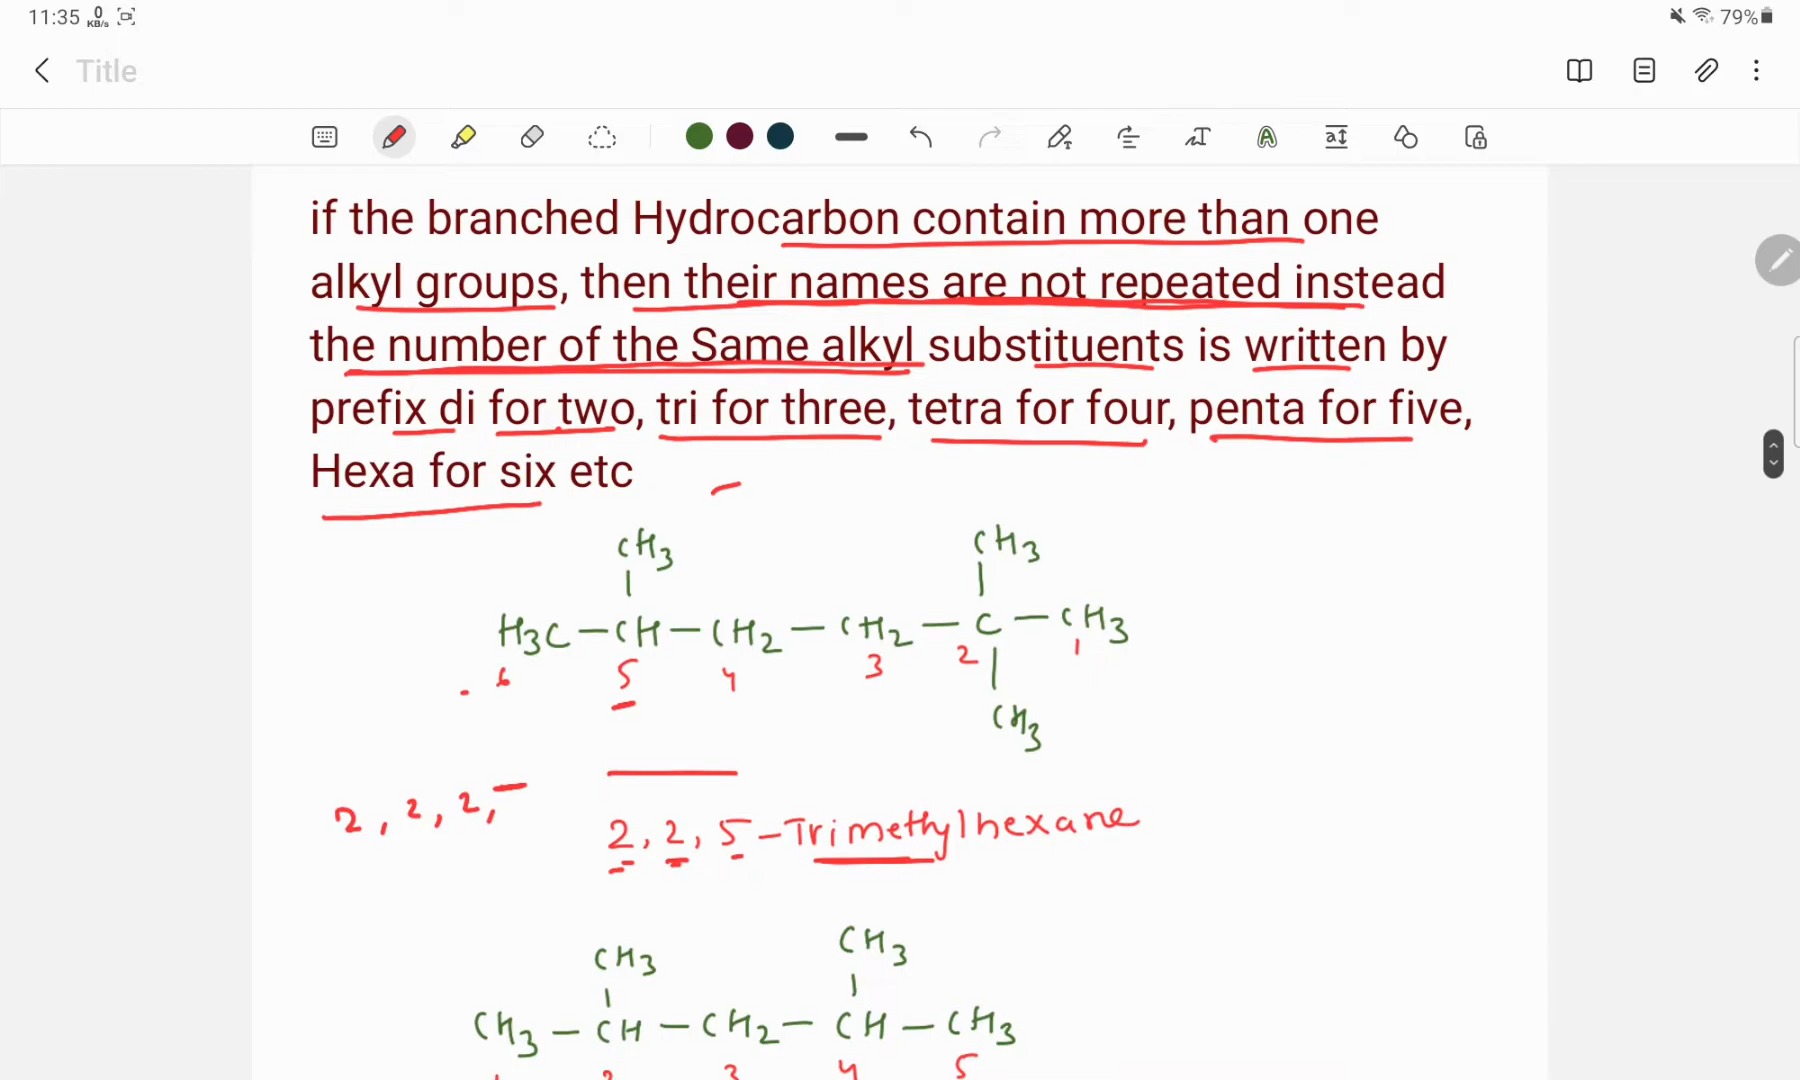 11:35 0 KB/s 79%
Title
if the branched Hydrocarbon contain more than one
alkyl groups, then their names are not repeated instead
the number of the Same alkyl substituents is written by
prefix di for two, tri for three, tetra for four, penta for five,
Hexa for six etc
CH3 CH3
H3C – CH – CH2 – CH2 – C – CH3
6 5 4 3 2 1
CH3
2, 2, 2,
2, 2, 5 – Trimethylhexane
CH3 CH3
CH3 – CH – CH2 – CH – CH3
3 4 5